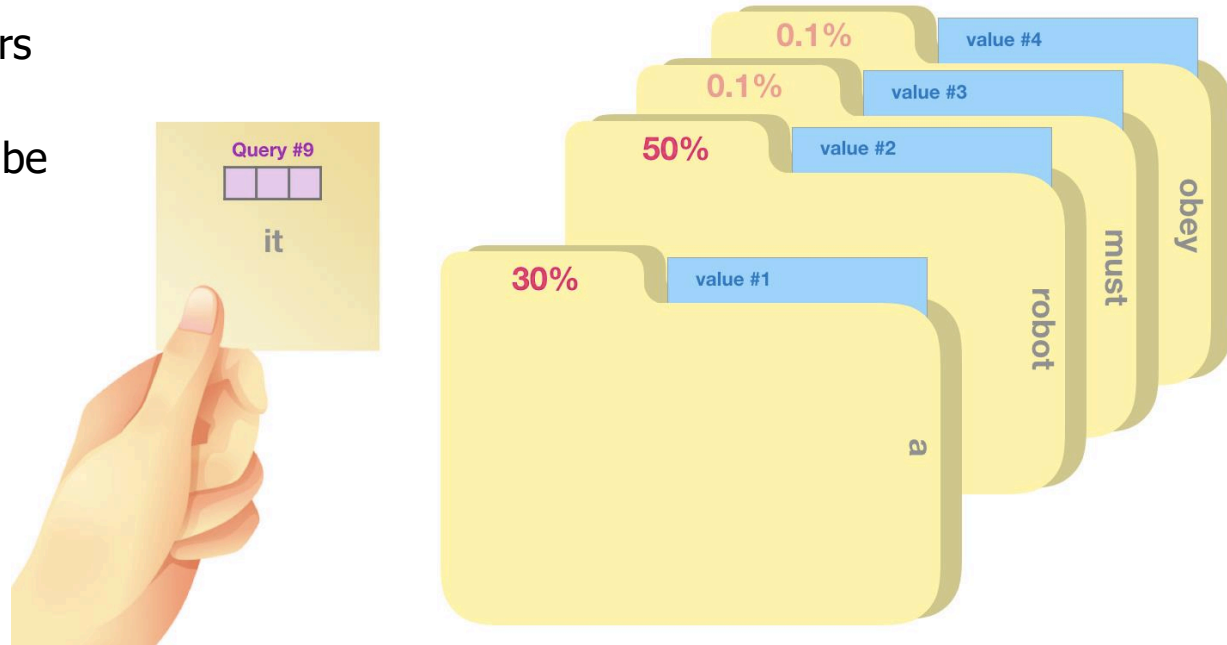 rs
be
Query #9
it
0.1%
value #4
0.1%
value #3
50%
value #2
30%
value #1
obey
must
robot
a